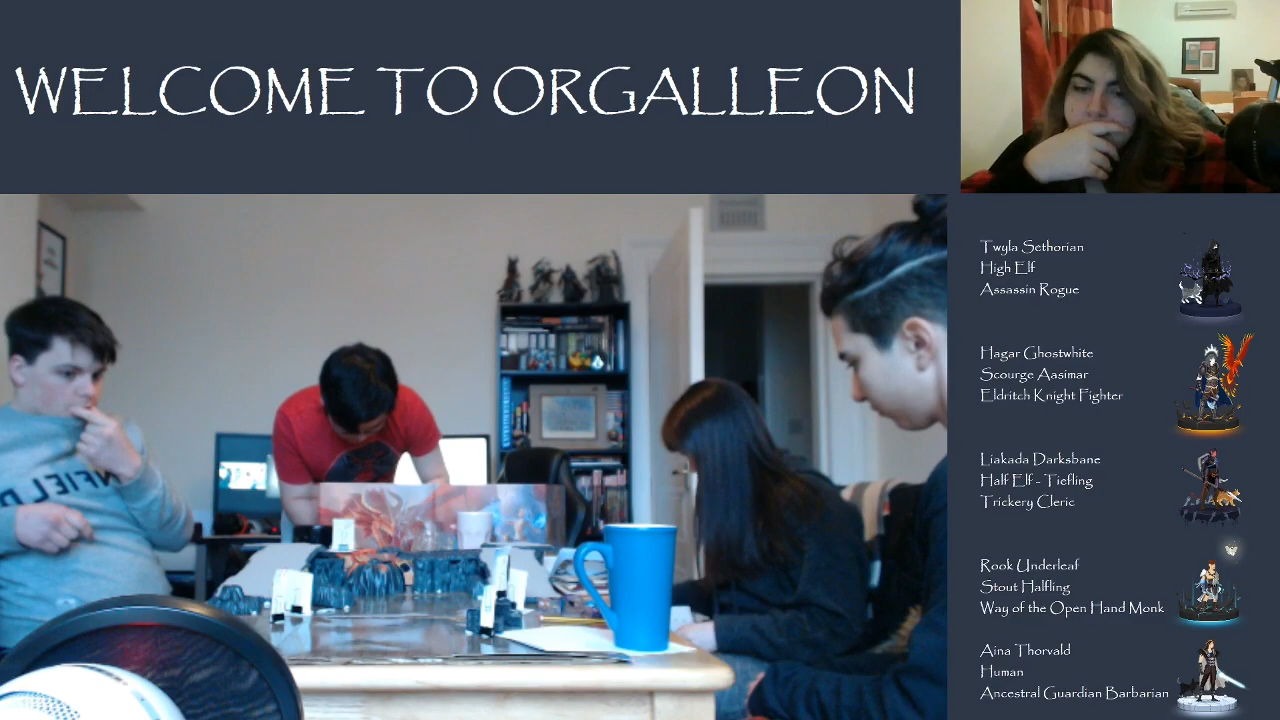 WELCOME TO ORGALLEON
Twyla Sethorian
High Elf
Assassin Rogue
Hagar Ghostwhite
Scourge Aasimar
Eldritch Knight Fighter
Liakada Darksbane
Half Elf - Tiefling
Trickery Cleric
Rook Underleaf
Stout Halfling
Way of the Open Hand Monk
Aina Thorvald
Human
Ancestral Guardian Barbarian